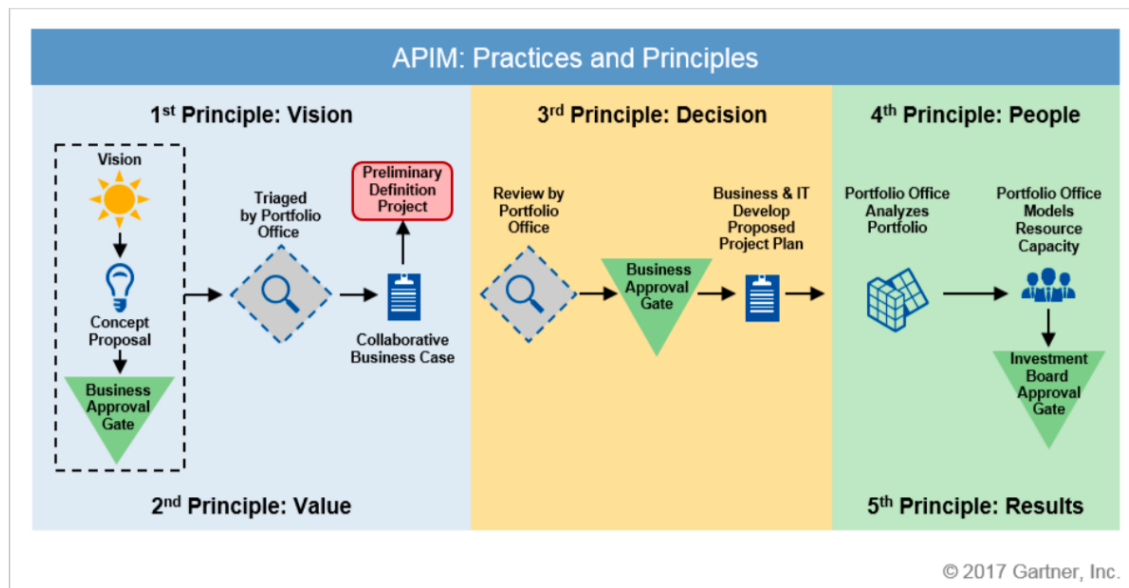 APIM: Practices and Principles
1st Principle: Vision
Vision
Concept
Proposal
Business
Approval
Gate
Triaged
by Portfolio
Office
Preliminary
Definition
Project
Collaborative
Business Case
2nd Principle: Value
3rd Principle: Decision
Review by
Portfolio
Office
Business
Approval
Gate
Business & IT
Develop
Proposed
Project Plan
4th Principle: People
Portfolio Office
Analyzes
Portfolio
Portfolio Office
Models
Resource
Capacity
Investment
Board
Approval
Gate
5th Principle: Results
© 2017 Gartner, Inc.